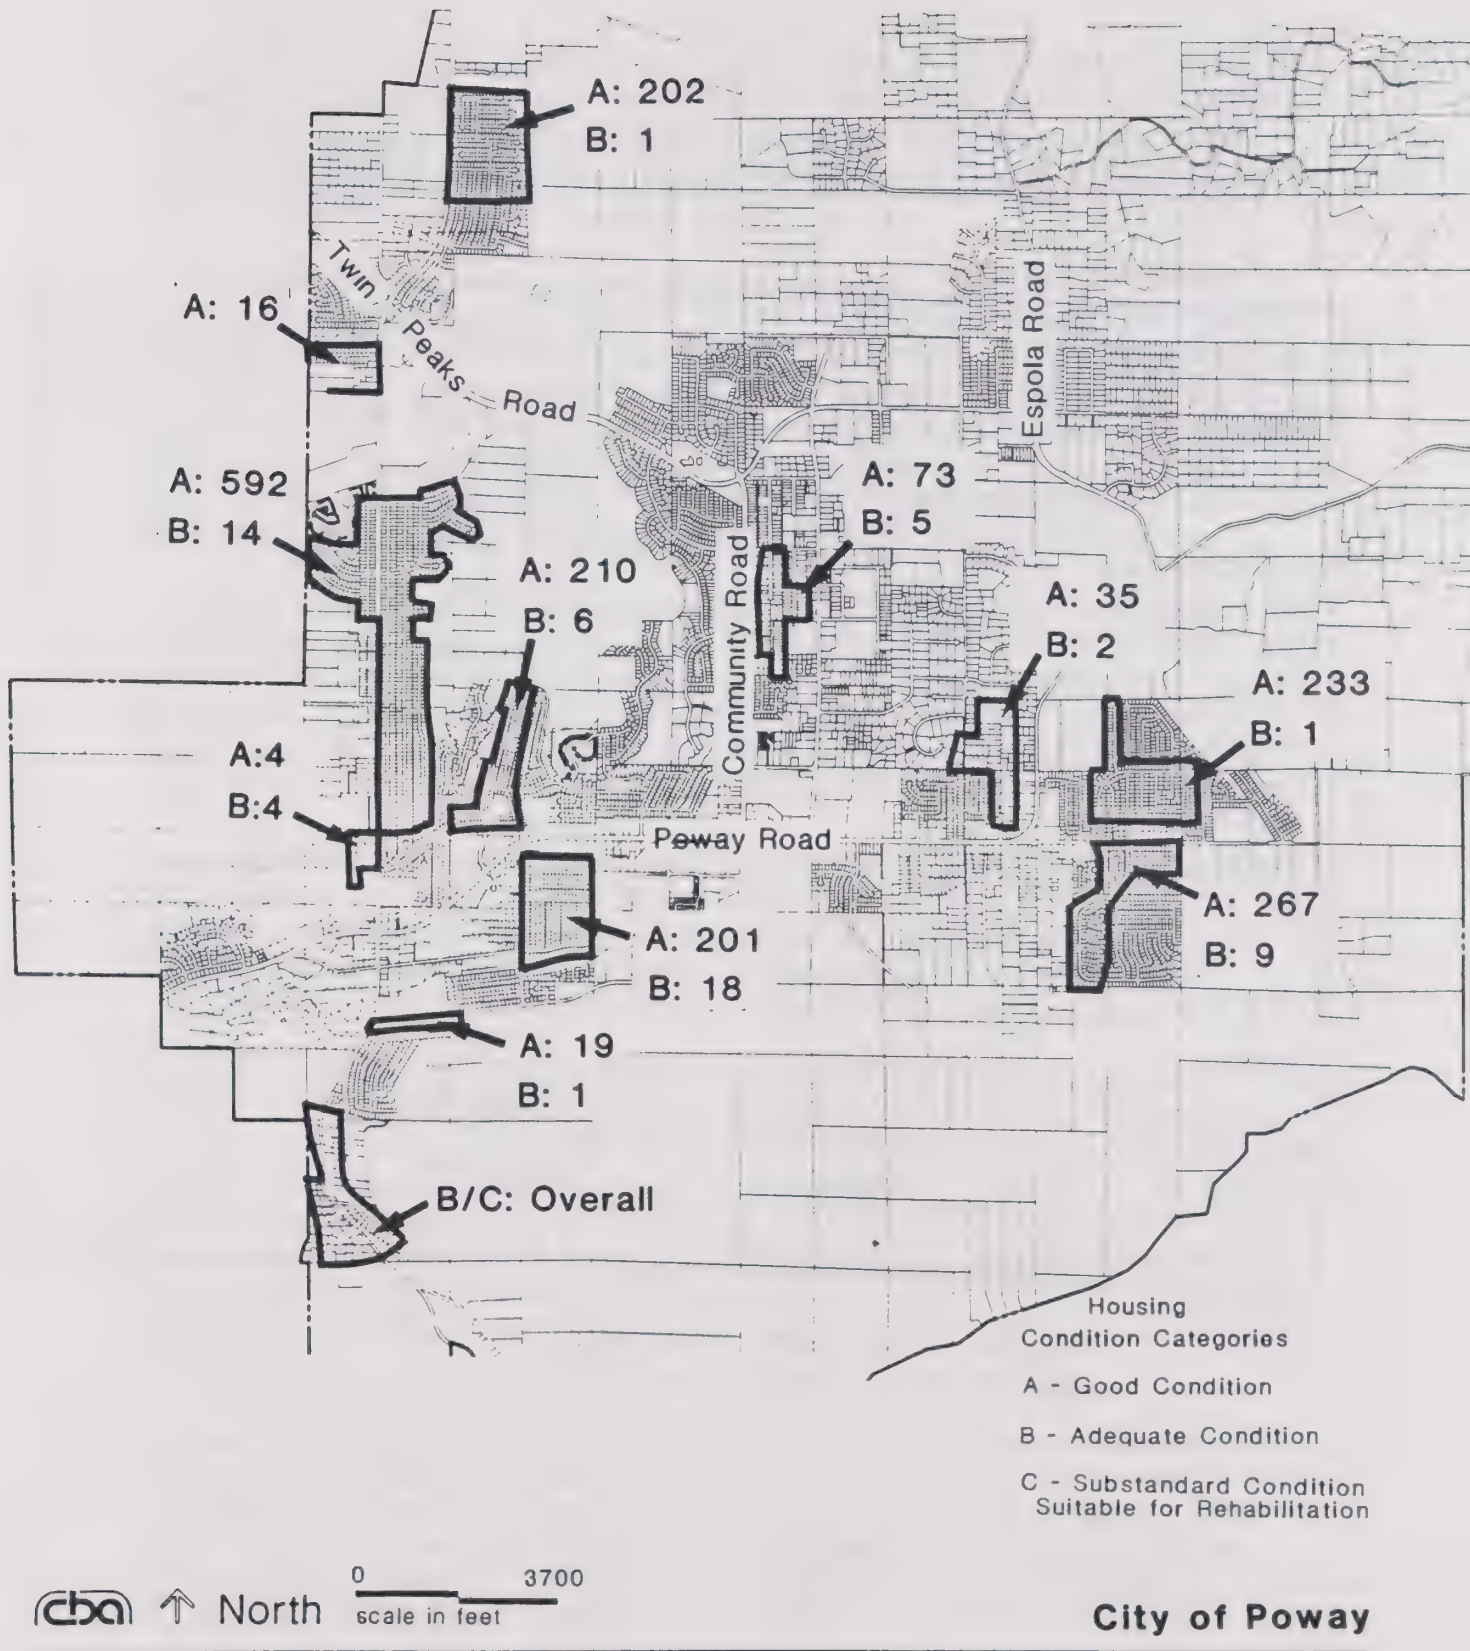 A: 202
B: 1
Twin Peaks Road
A: 16
Espola Road
A: 592
B: 14
A: 73
B: 5
A: 210
B: 6
Community Road
A: 35
B: 2
A: 233
B: 1
A:4
B:4
Poway Road
A: 267
B: 9
A: 201
B: 18
A: 19
B: 1
B/C: Overall
Housing
Condition Categories
A - Good Condition
B - Adequate Condition
C - Substandard Condition
Suitable for Rehabilitation
cba
North
0 3700
scale in feet
City of Poway